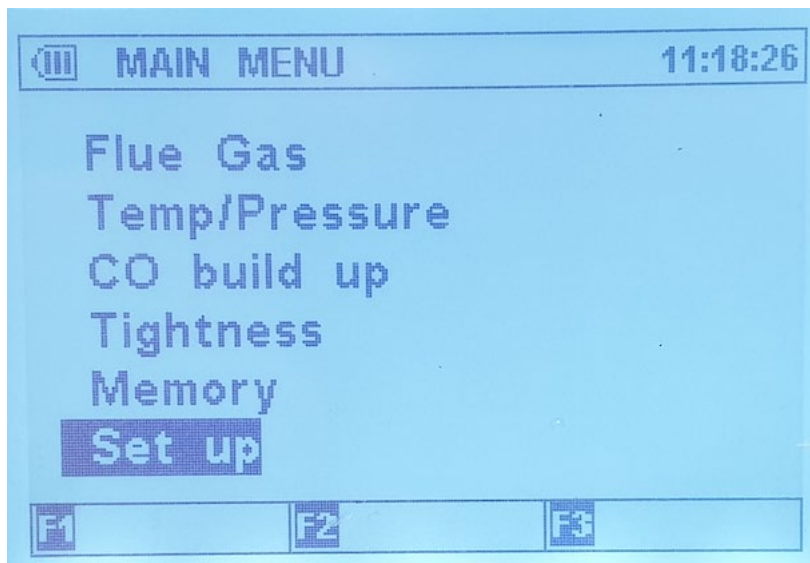 MAIN MENU 11:18:26
Flue Gas
Temp/Pressure
CO build up
Tightness
Memory
Set up
F1 F2 F3